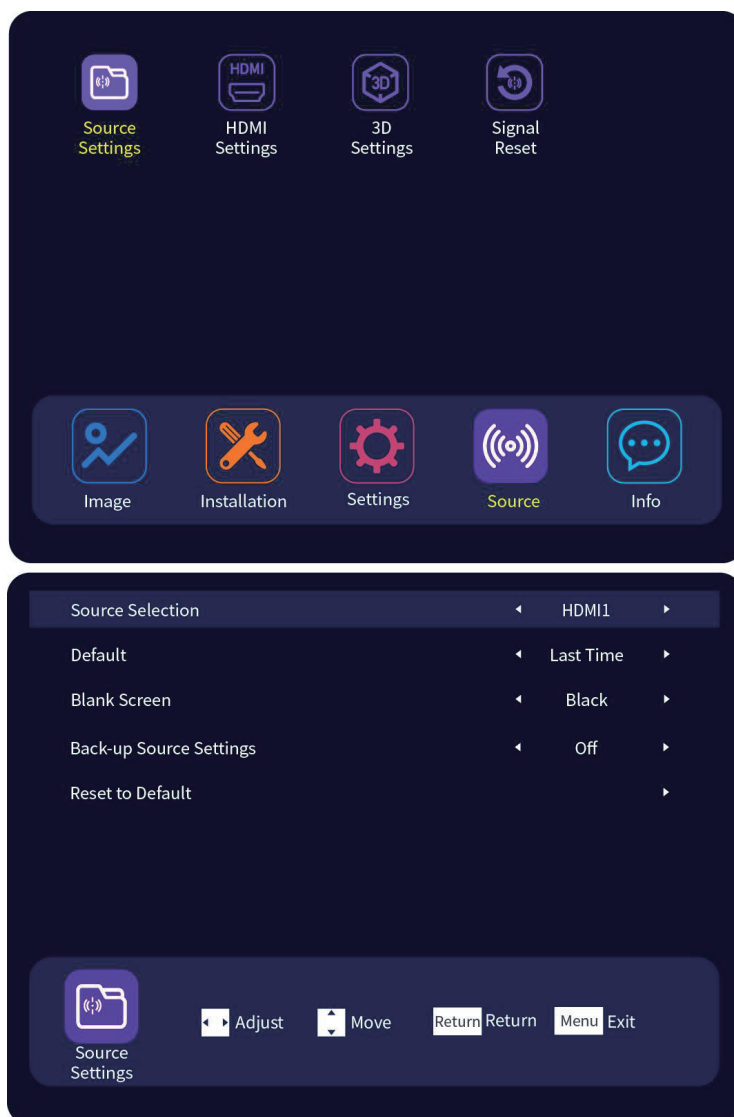 HDMI
3D
Source
Settings
HDMI
Settings
3D
Settings
Signal
Reset
Image
Installation
Settings
Source
Info
Source Selection HDMI1
Default Last Time
Blank Screen Black
Back-up Source Settings Off
Reset to Default
Adjust Move Return Return Menu Exit
Source
Settings